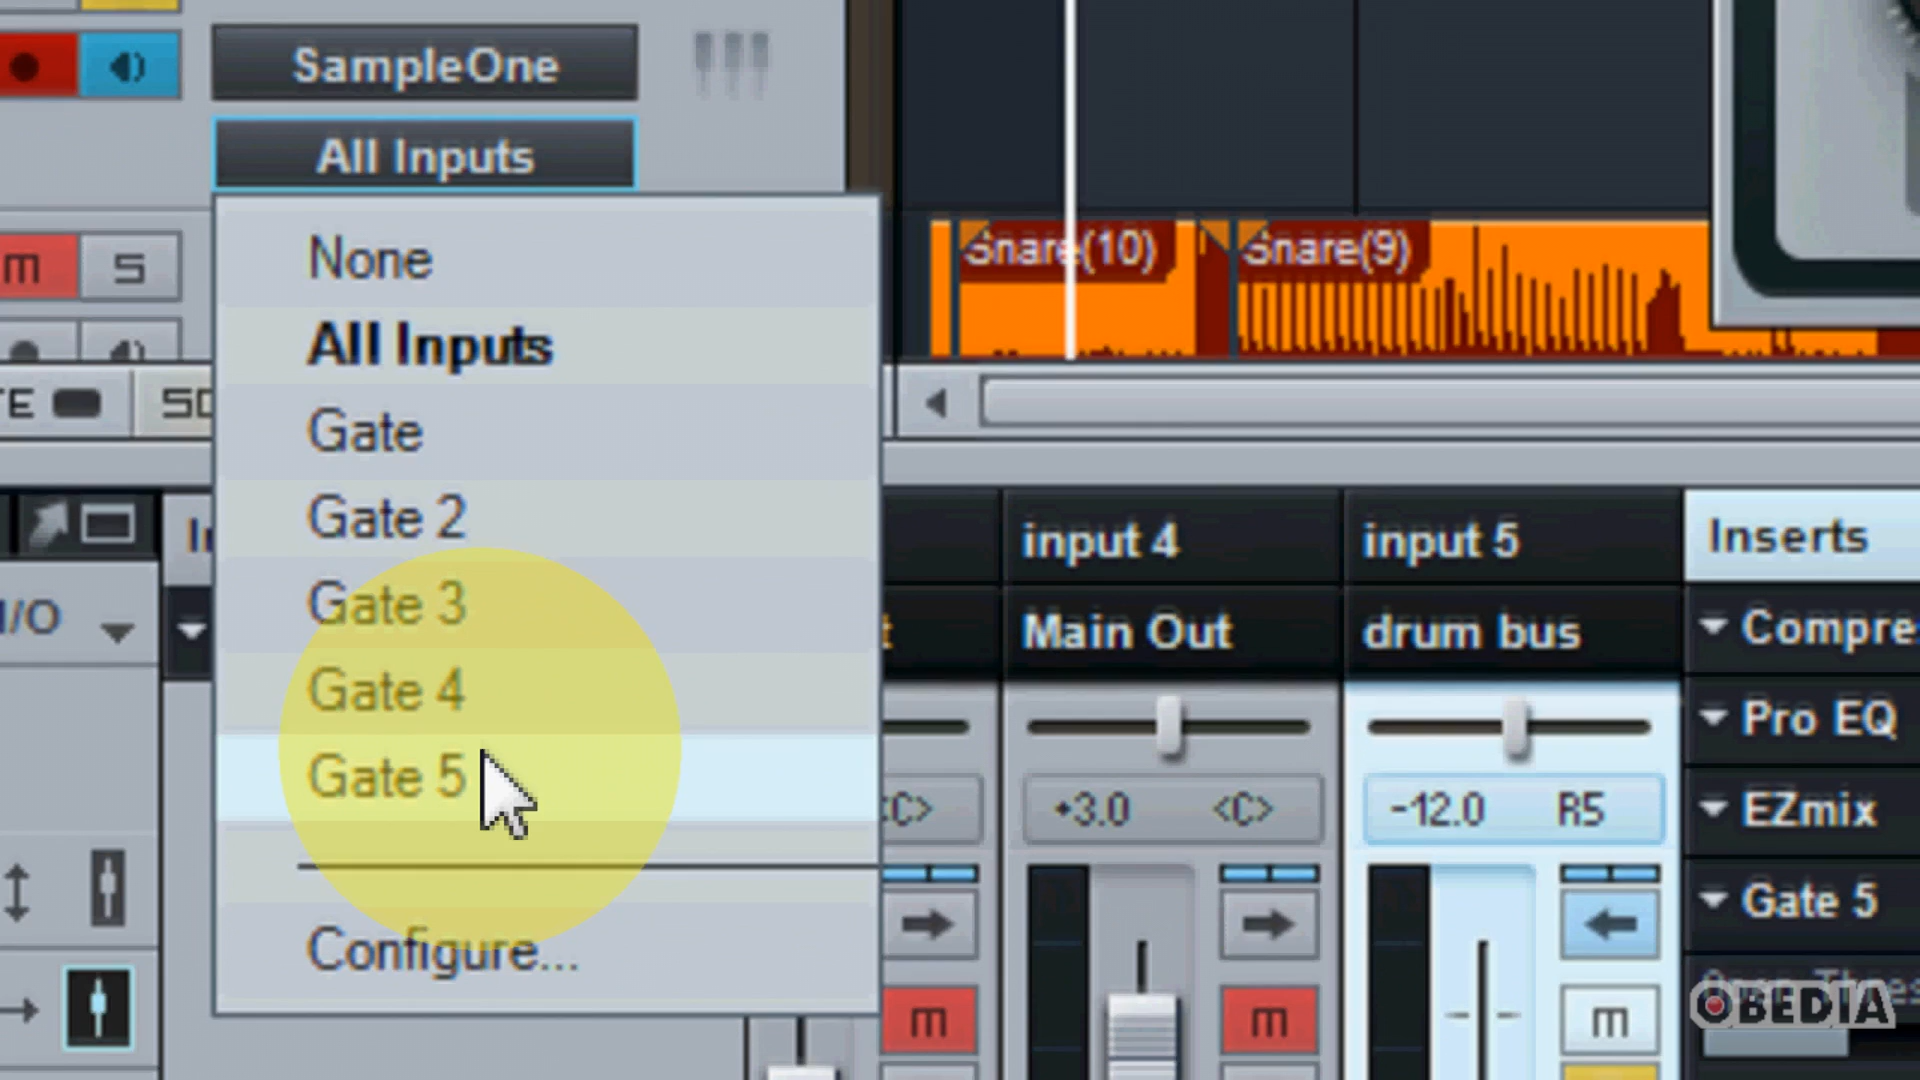 SampleOne
All Inputs
None
All Inputs
Gate
Gate 2
Gate 3
Gate 4
Gate 5
Configure...
m S
Snare(10) Snare(9)
I/O
input 4 input 5 Inserts
Main Out drum bus
Compre
Pro EQ
+3.0 <C> -12.0 R5
EZmix
Gate 5
m m m
OBEDIA